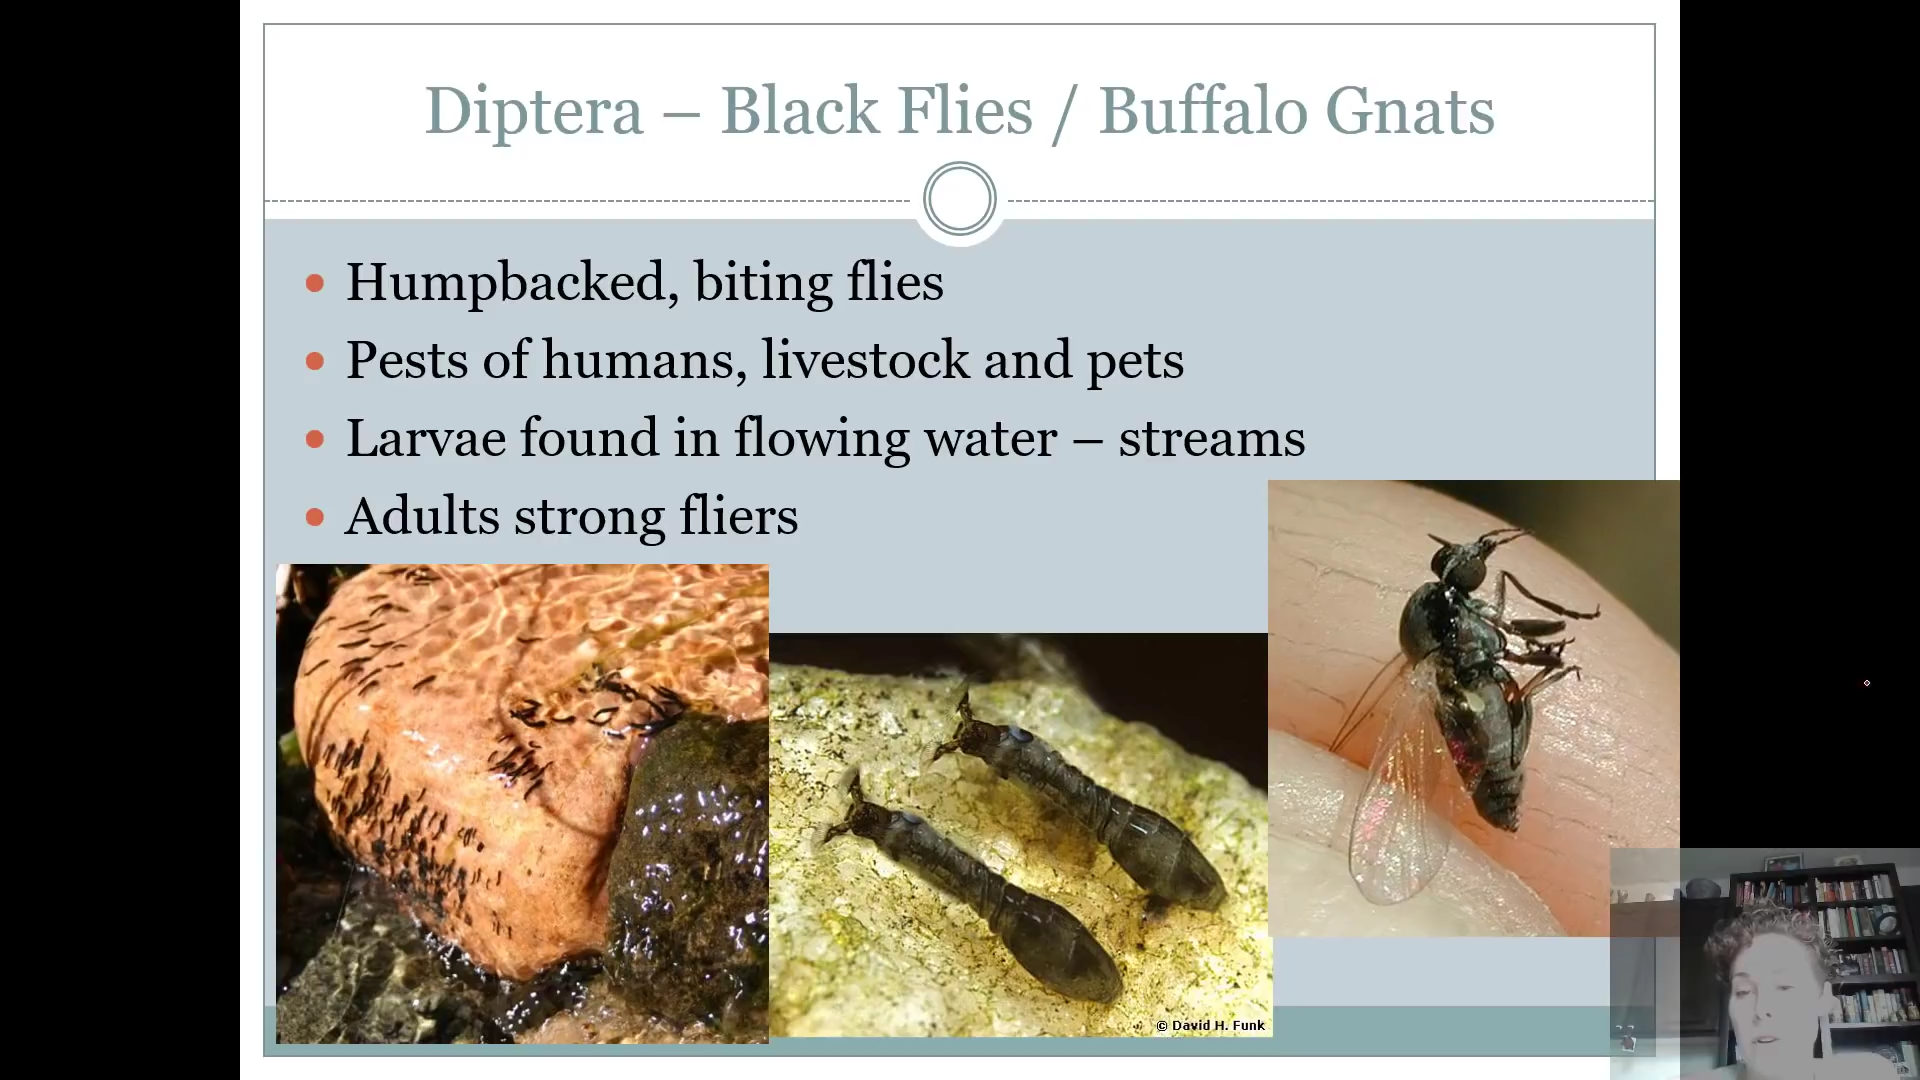 Diptera – Black Flies / Buffalo Gnats
• Humpbacked, biting flies
• Pests of humans, livestock and pets
• Larvae found in flowing water – streams
• Adults strong fliers
© David H. Funk